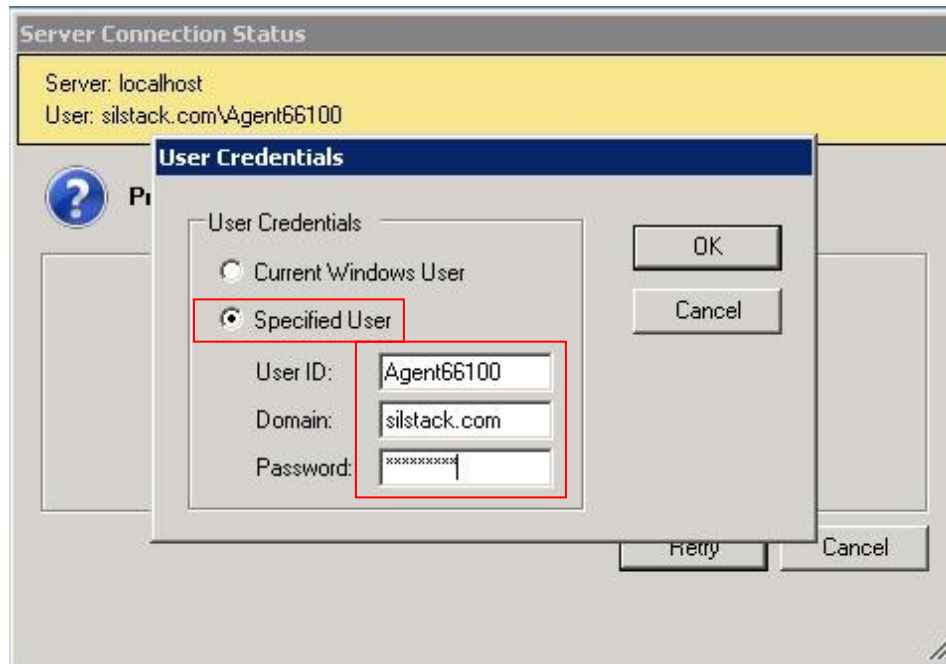 Server Connection Status
Server: localhost
User: silstack.com\Agent66100
User Credentials
User Credentials
Current Windows User
Specified User
User ID: Agent66100
Domain: silstack.com
Password: *********
OK
Cancel
Retry
Cancel